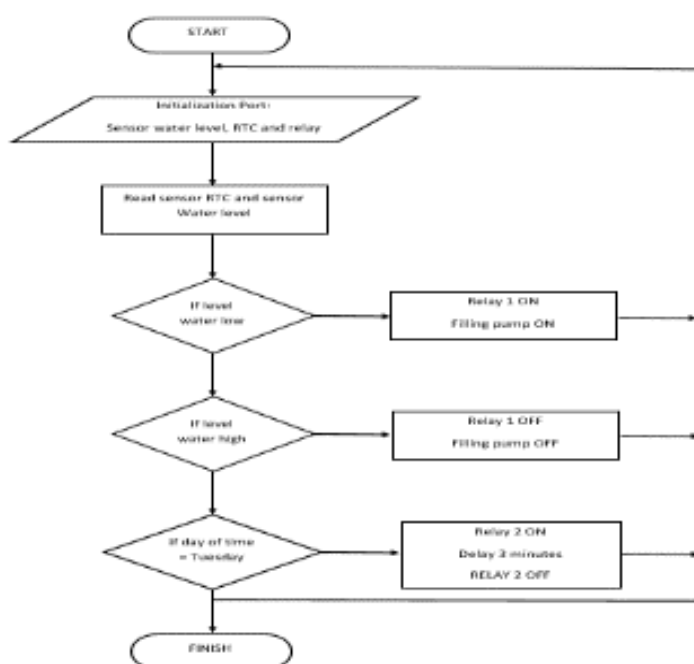 START
Initialization Port:
Sensor water level, RTC and relay
Read sensor RTC and sensor
Water level
If level
water low
Relay 1 ON
Filling pump ON
If level
water high
Relay 1 OFF
Filling pump OFF
If day of time
= Tuesday
Relay 2 ON
Delay 3 minutes
RELAY 2 OFF
FINISH